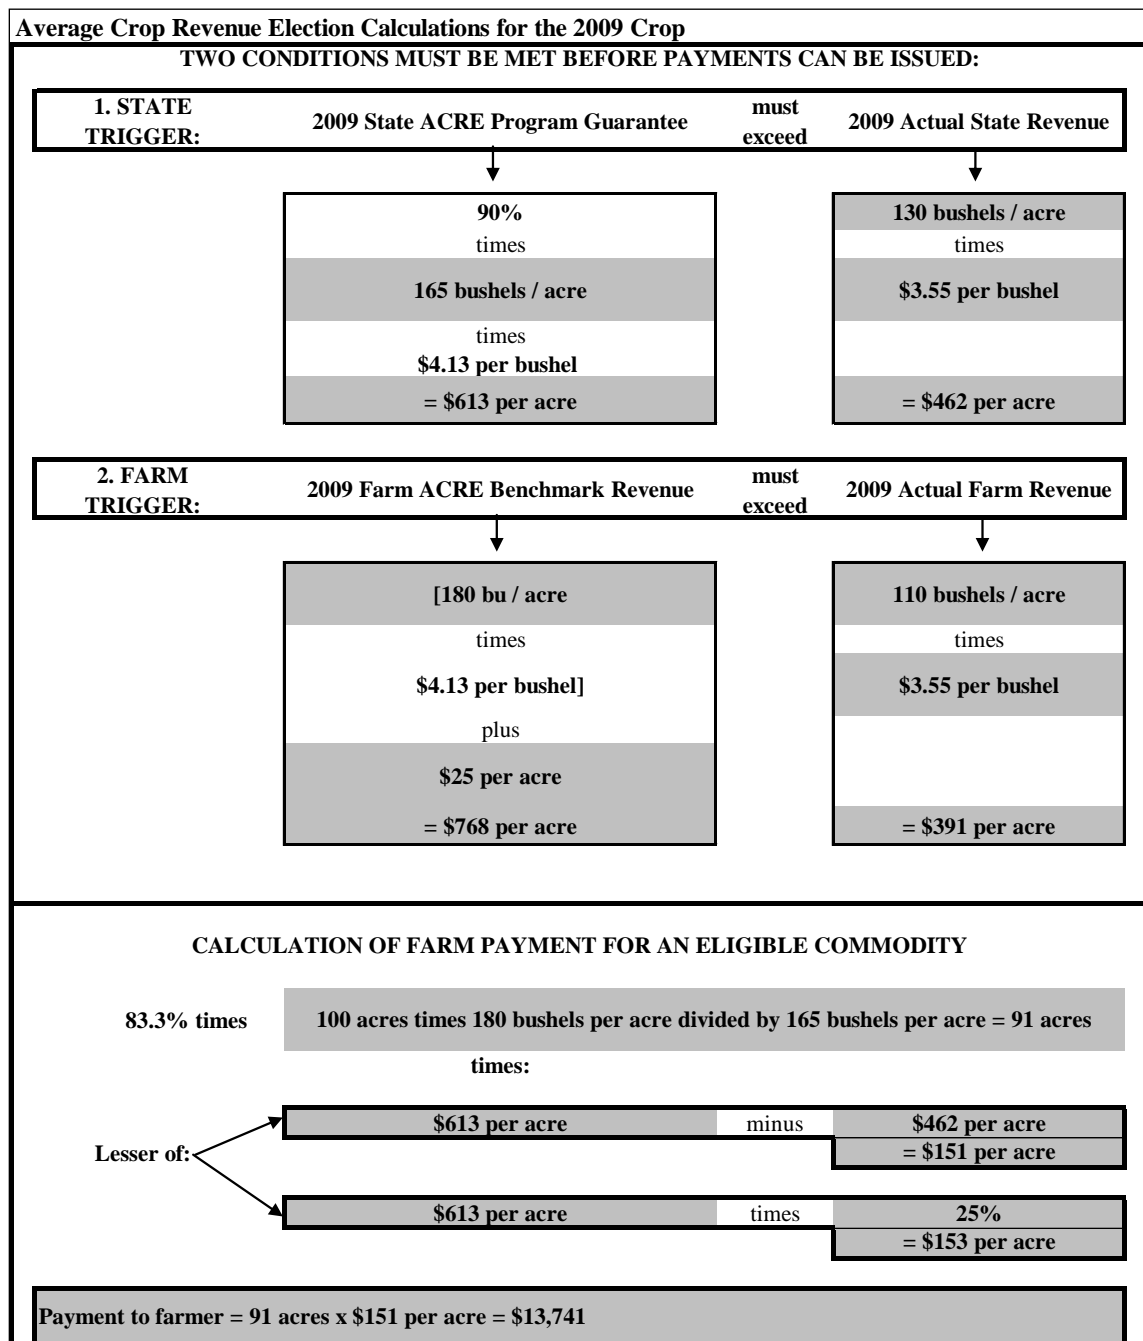 Average Crop Revenue Election Calculations for the 2009 Crop
TWO CONDITIONS MUST BE MET BEFORE PAYMENTS CAN BE ISSUED:
1. STATE TRIGGER: 2009 State ACRE Program Guarantee must exceed 2009 Actual State Revenue
90% 130 bushels / acre
times times
165 bushels / acre $3.55 per bushel
times
$4.13 per bushel
= $613 per acre = $462 per acre
2. FARM TRIGGER: 2009 Farm ACRE Benchmark Revenue must exceed 2009 Actual Farm Revenue
[180 bu / acre 110 bushels / acre
times times
$4.13 per bushel] $3.55 per bushel
plus
$25 per acre
= $768 per acre = $391 per acre
CALCULATION OF FARM PAYMENT FOR AN ELIGIBLE COMMODITY
83.3% times 100 acres times 180 bushels per acre divided by 165 bushels per acre = 91 acres
times:
Lesser of:
$613 per acre minus $462 per acre
= $151 per acre
$613 per acre times 25%
= $153 per acre
Payment to farmer = 91 acres x $151 per acre = $13,741